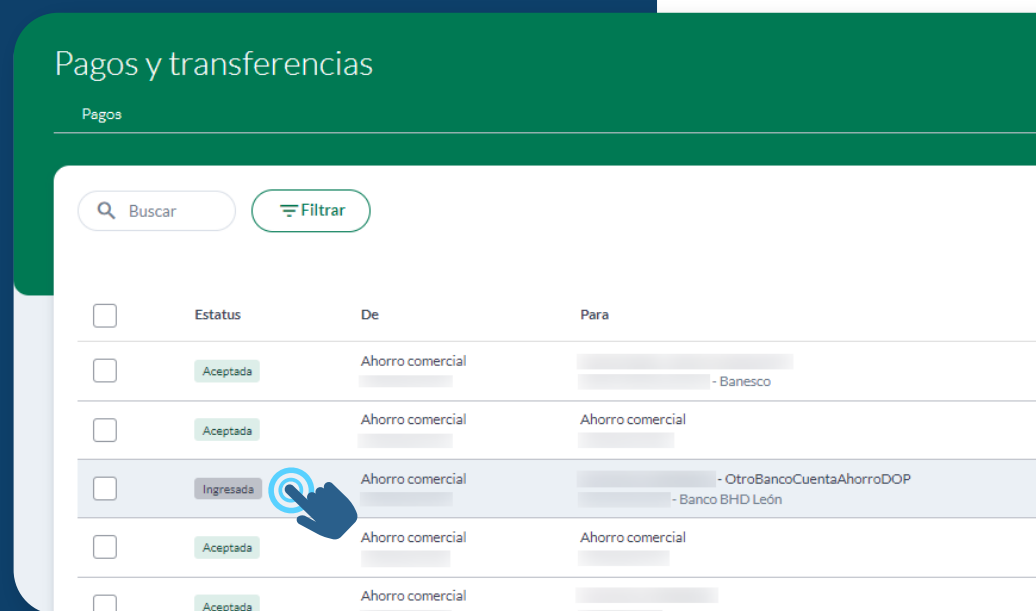 Pagos y transferencias
Pagos
Buscar
Filtrar
Estatus De Para
Aceptada Ahorro comercial
- Banesco
Aceptada Ahorro comercial Ahorro comercial
Ingresada Ahorro comercial - OtroBancoCuentaAhorroDOP
- Banco BHD León
Aceptada Ahorro comercial Ahorro comercial
Aceptada Ahorro comercial